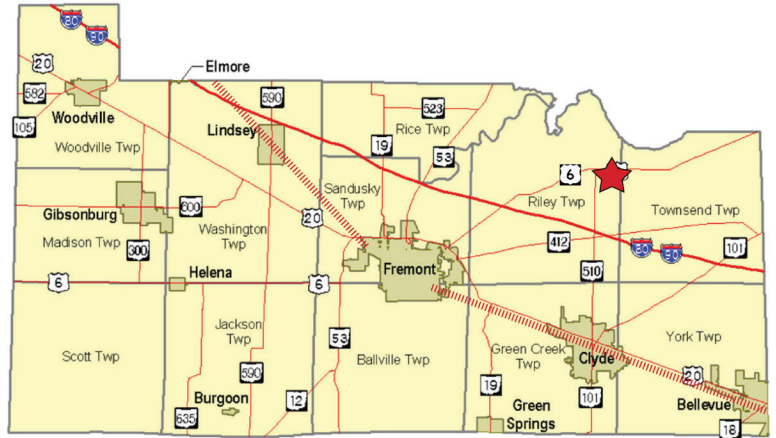 80
90
20
582
105
Woodville
Woodville Twp
Elmore
590
Lindsey
523
Rice Twp
19
53
6
Riley Twp
Townsend Twp
Sandusky
Twp
Gibsonburg
600
Madison Twp
300
Washington
Twp
20
412
80
90
101
Fremont
510
6
Helena
6
Scott Twp
Jackson
Twp
590
Burgoon
635
12
53
Ballville Twp
Green Creek
Twp
19
Green
Springs
Clyde
101
York Twp
20
Bellevue
18